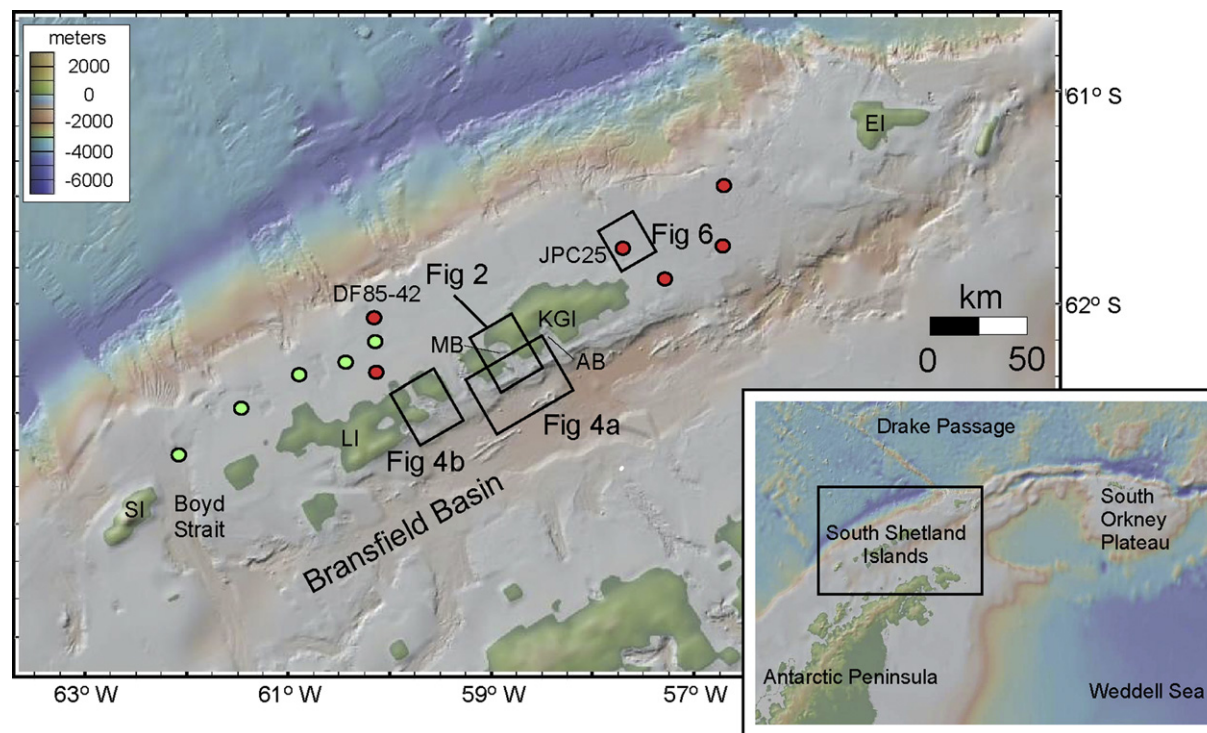 meters
2000
0
-2000
-4000
-6000
61° S
EI
Fig 6
JPC25
Fig 2
DF85-42
62° S
km
0 50
KGI
MB
AB
Fig 4a
LI
Fig 4b
SI
Boyd
Strait
Bransfield Basin
63° W
61° W
59° W
57° W
Drake Passage
South
Orkney
Plateau
South Shetland
Islands
Antarctic Peninsula
Weddell Sea